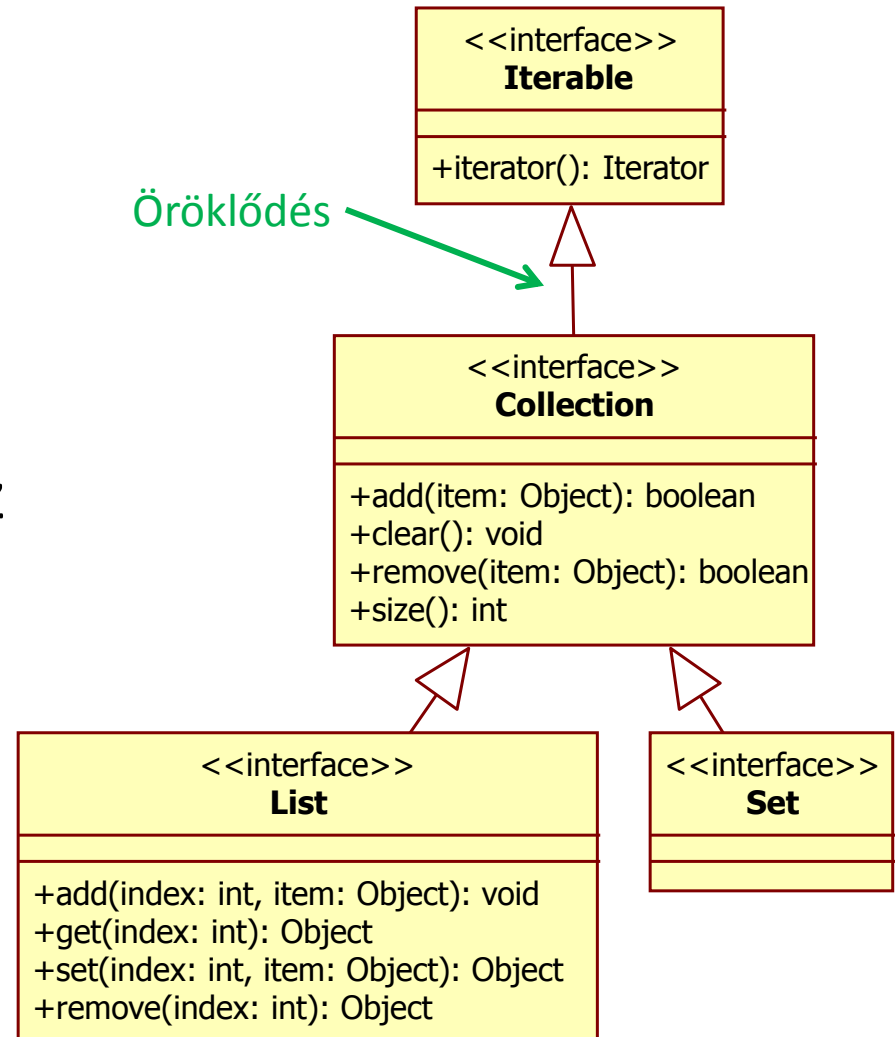 <<interface>>
Iterable
+iterator(): Iterator
Öröklődés
<<interface>>
Collection
+add(item: Object): boolean
+clear(): void
+remove(item: Object): boolean
+size(): int
<<interface>>
List
+add(index: int, item: Object): void
+get(index: int): Object
+set(index: int, item: Object): Object
+remove(index: int): Object
<<interface>>
Set